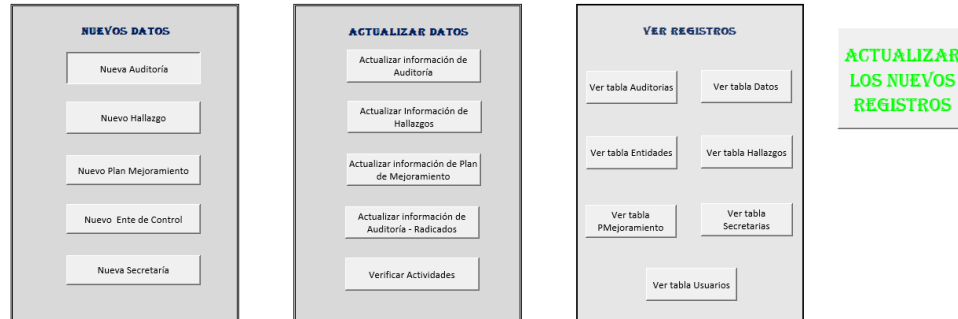 NUEVOS DATOS
Nueva Auditoría
Nuevo Hallazgo
Nuevo Plan Mejoramiento
Nuevo Ente de Control
Nueva Secretaría
ACTUALIZAR DATOS
Actualizar información de
Auditoría
Actualizar Información de
Hallazgos
Actualizar información de Plan
de Mejoramiento
Actualizar información de
Auditoría - Radicados
Verificar Actividades
VER REGISTROS
Ver tabla Auditorias
Ver tabla Datos
Ver tabla Entidades
Ver tabla Hallazgos
Ver tabla
PMejoramiento
Ver tabla
Secretarias
Ver tabla Usuarios
ACTUALIZAR
LOS NUEVOS
REGISTROS